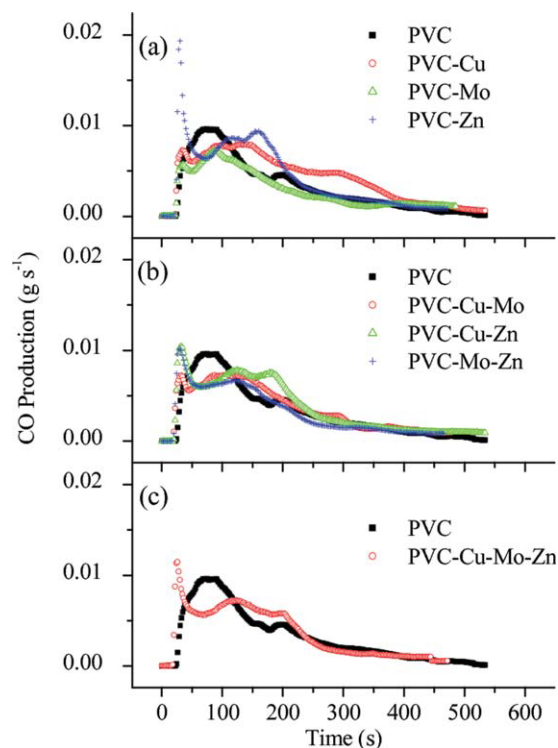 CO Production (g s⁻¹)
(a)
PVC
PVC-Cu
PVC-Mo
PVC-Zn
0.02
0.01
0.00
(b)
PVC
PVC-Cu-Mo
PVC-Cu-Zn
PVC-Mo-Zn
0.02
0.01
0.00
(c)
PVC
PVC-Cu-Mo-Zn
0.02
0.01
0.00
0 100 200 300 400 500 600
Time (s)